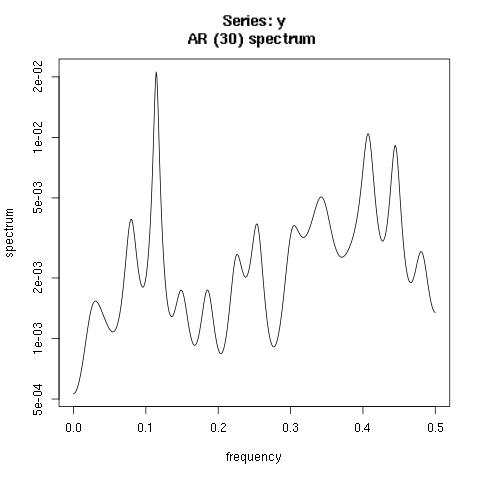 Series: y
AR (30) spectrum
2e-02
1e-02
5e-03
2e-03
1e-03
5e-04
spectrum
0.0 0.1 0.2 0.3 0.4 0.5
frequency